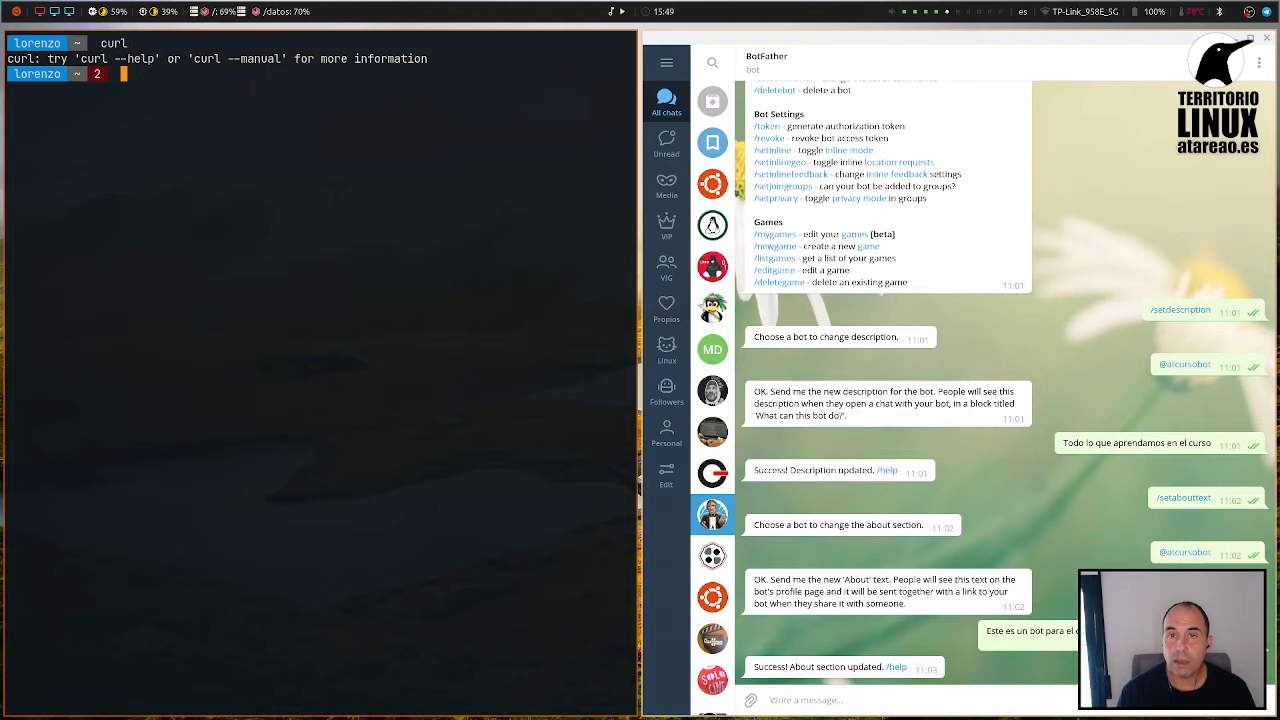 59% 39% /: 69% /datos: 70%
15:49
es TP-Link_958E_5G 100% 59°C
lorenzo ~ curl
curl: try 'curl --help' or 'curl --manual' for more information
lorenzo ~ 2
All chats
Unread
Media
VIP
VIG
Propios
Linux
Followers
Personal
Edit
MD
BotFather
bot
/deletebot - delete a bot
Bot Settings
/token - generate authorization token
/revoke - revoke bot access token
/setinline - toggle inline mode
/setinlinegeo - toggle inline location requests
/setinlinefeedback - change inline feedback settings
/setjoingroups - can your bot be added to groups?
/setprivacy - toggle privacy mode in groups
Games
/mygames - edit your games [beta]
/newgame - create a new game
/listgames - get a list of your games
/editgame - edit a game
/deletegame - delete an existing game
11:01
/setdescription 11:01
Choose a bot to change description. 11:01
@atcursobot 11:01
OK. Send me the new description for the bot. People will see this
description when they open a chat with your bot, in a block titled
'What can this bot do?'. 11:01
Todo lo que aprendamos en el curso 11:01
Success! Description updated. /help 11:01
/setabouttext 11:02
Choose a bot to change the about section. 11:02
@atcursobot 11:02
OK. Send me the new 'About' text. People will see this text on the
bot's profile page and it will be sent together with a link to your
bot when they share it with someone. 11:02
Este es un bot para el
Success! About section updated. /help 11:03
Write a message...
TERRITORIO
LINUX
atareao.es